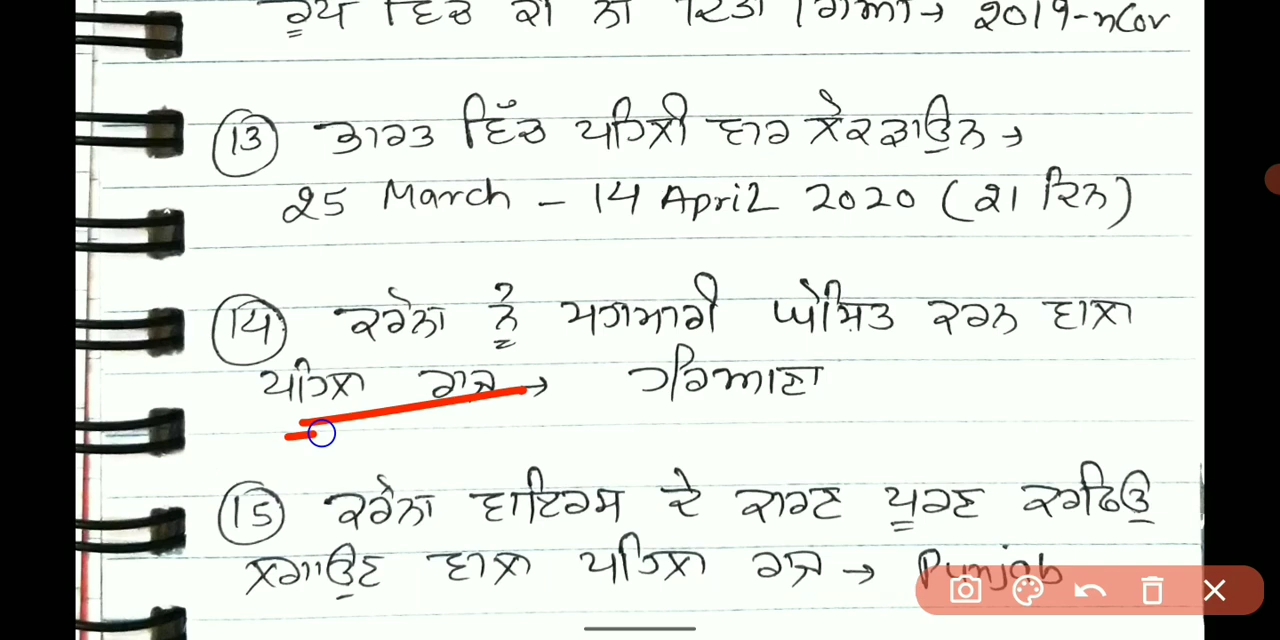 ਰੂਪ ਵਿੱਚ ਕੀ ਨਾਂ ਦਿੱਤਾ ਗਿਆ → 2019-nCov
(13) ਭਾਰਤ ਵਿੱਚ ਪਹਿਲੀ ਵਾਰ ਲੋਕਡਾਊਨ →
25 March - 14 April 2020 (21 ਦਿਨ)
(14) ਕਰੋਨਾ ਨੂੰ ਮਹਾਮਾਰੀ ਘੋਸ਼ਿਤ ਕਰਨ ਵਾਲਾ
ਪਹਿਲਾ ਰਾਜ → ਹਰਿਆਣਾ
(15) ਕਰੋਨਾ ਵਾਇਰਸ ਦੇ ਕਾਰਣ ਪੂਰਣ ਕਰਫਿਊ
ਲਗਾਉਣ ਵਾਲਾ ਪਹਿਲਾ ਰਾਜ → Punjab